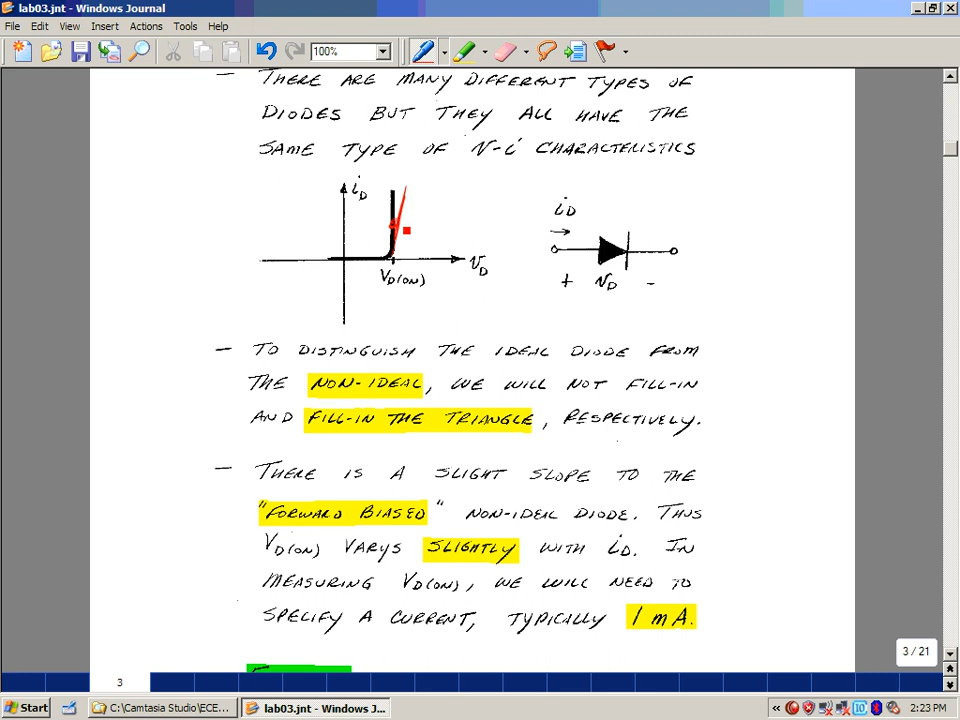 lab03.jnt - Windows Journal
File Edit View Insert Actions Tools Help
100%
- THERE ARE MANY DIFFERENT TYPES OF
DIODES BUT THEY ALL HAVE THE
SAME TYPE OF V-i CHARACTERISTICS
iD
iD
VD
VD(ON)
+ VD -
- TO DISTINGUISH THE IDEAL DIODE FROM
THE NON-IDEAL, WE WILL NOT FILL-IN
AND FILL-IN THE TRIANGLE, RESPECTIVELY.
- THERE IS A SLIGHT SLOPE TO THE
"FORWARD BIASED" NON-IDEAL DIODE. THUS
VD(ON) VARYS SLIGHTLY WITH iD. IN
MEASURING VD(ON), WE WILL NEED TO
SPECIFY A CURRENT, TYPICALLY 1 mA.
3 / 21
3
Start C:\Camtasia Studio\ECE... lab03.jnt - Windows J... 2:23 PM